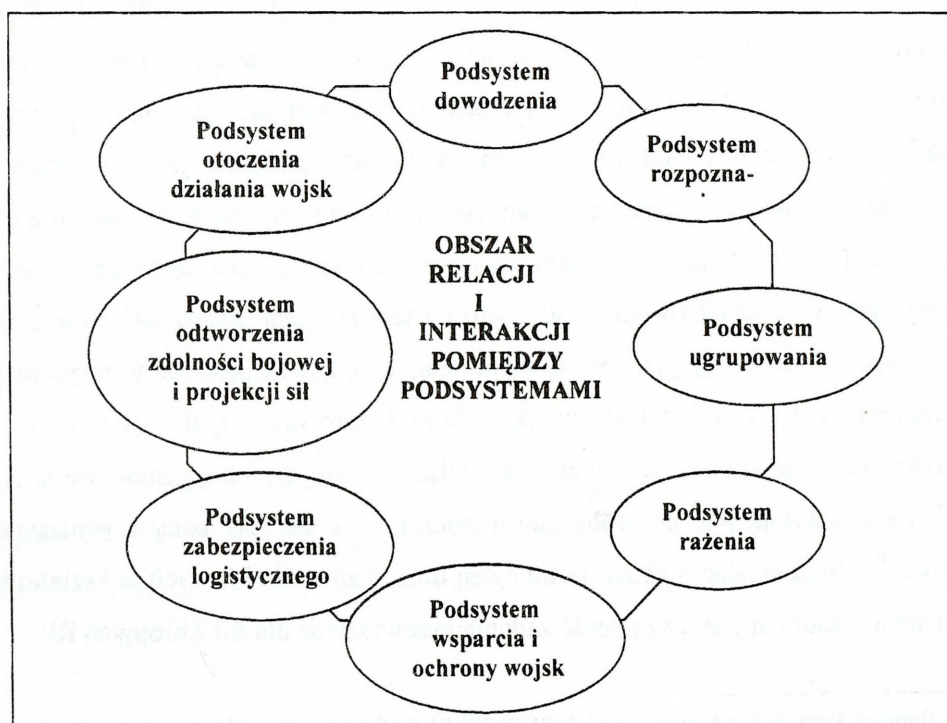 Podsystem
dowodzenia
Podsystem
rozpozna-
Podsystem
ugrupowania
Podsystem
rażenia
Podsystem
wsparcia i
ochrony wojsk
Podsystem
zabezpieczenia
logistycznego
Podsystem
odtworzenia
zdolności bojowej
i projekcji sił
Podsystem
otoczenia
działania wojsk
OBSZAR
RELACJI
I
INTERAKCJI
POMIĘDZY
PODSYSTEMAMI